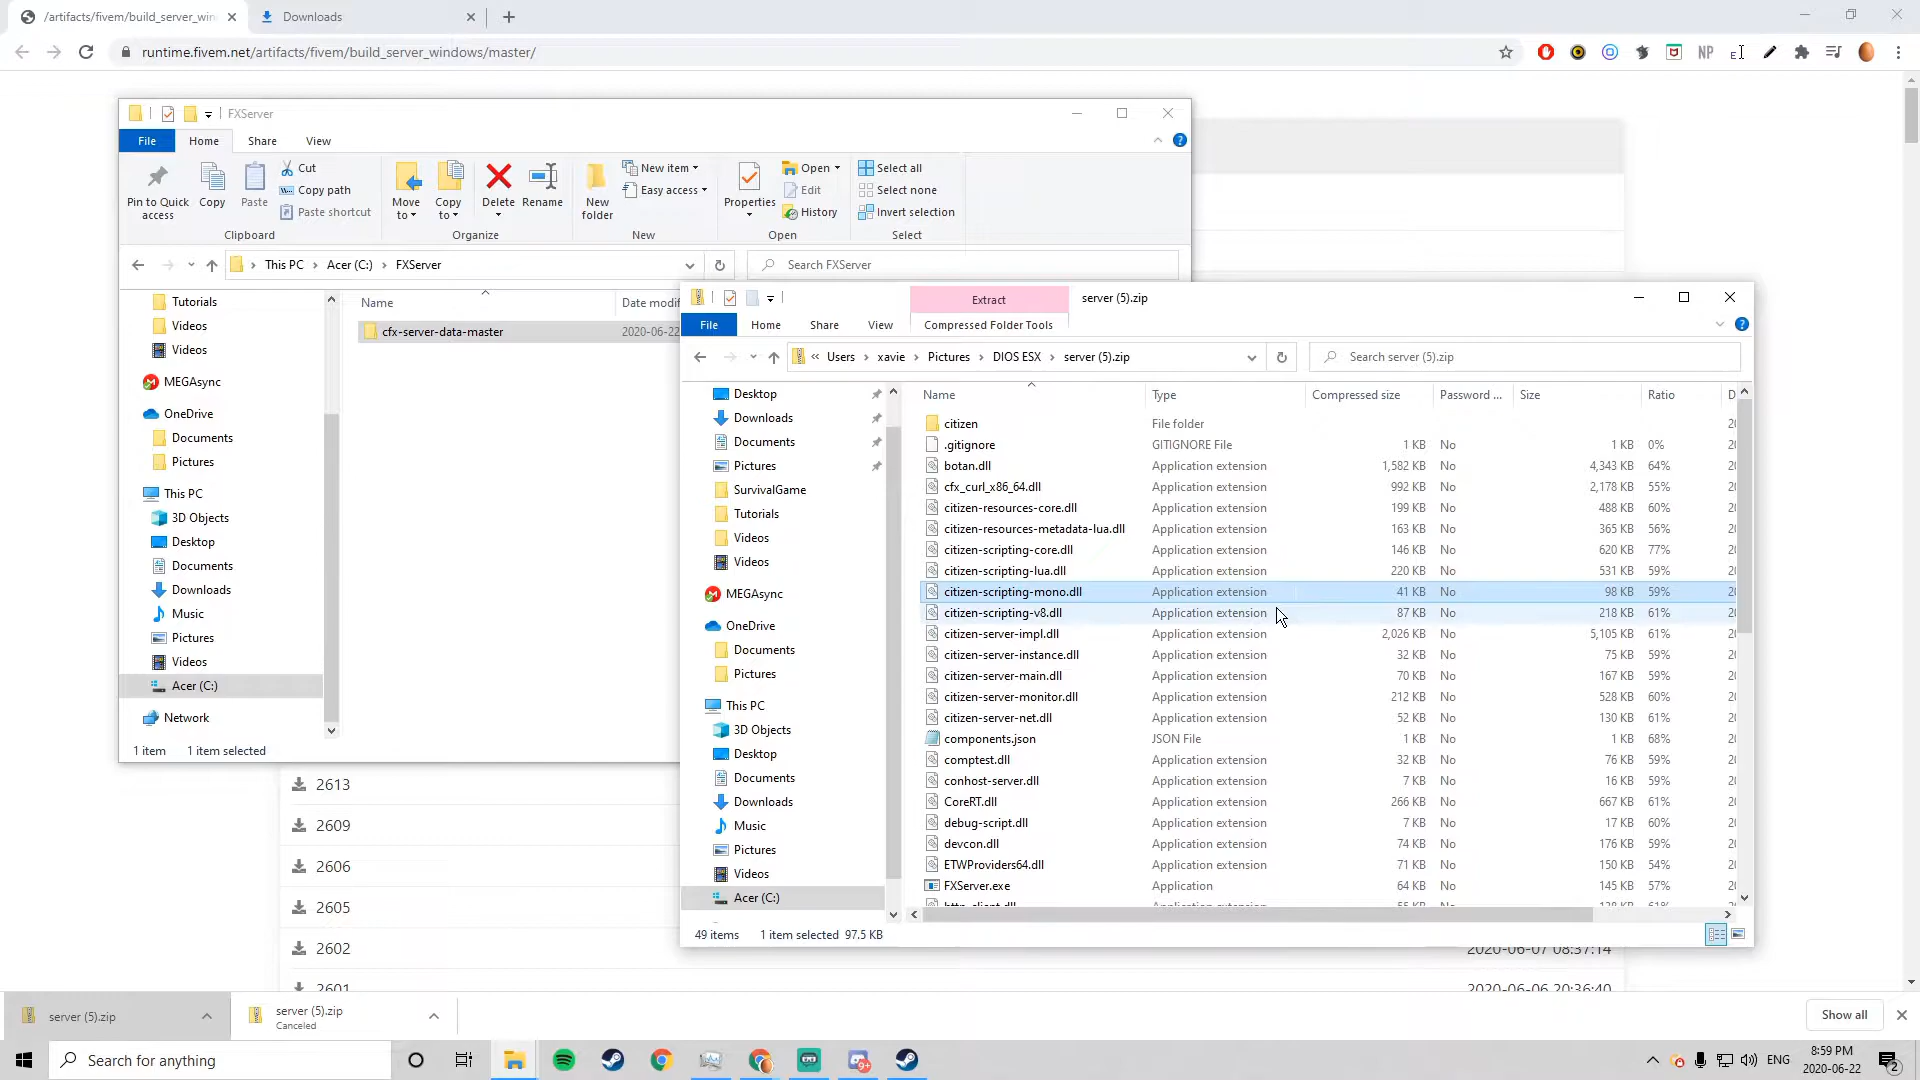 /artifacts/fivem/build_server_win
Downloads
runtime.fivem.net/artifacts/fivem/build_server_windows/master/
NP
FXServer
File Home Share View
Pin to Quick access
Copy
Paste
Cut
Copy path
Paste shortcut
Clipboard
Move to
Copy to
Delete
Rename
Organize
New folder
New item
Easy access
New
Properties
Open
Edit
History
Open
Select all
Select none
Invert selection
Select
This PC > Acer (C:) > FXServer
Search FXServer
Name Date modif
cfx-server-data-master 2020-06-22
Tutorials
Videos
Videos
MEGAsync
OneDrive
Documents
Pictures
This PC
3D Objects
Desktop
Documents
Downloads
Music
Pictures
Videos
Acer (C:)
Network
1 item 1 item selected
Extract
server (5).zip
File Home Share View Compressed Folder Tools
« Users > xavie > Pictures > DIOS ESX > server (5).zip
Search server (5).zip
Desktop
Downloads
Documents
Pictures
SurvivalGame
Tutorials
Videos
Videos
MEGAsync
OneDrive
Documents
Pictures
This PC
3D Objects
Desktop
Documents
Downloads
Music
Pictures
Videos
Acer (C:)
Name Type Compressed size Password ... Size Ratio D
citizen File folder
.gitignore GITIGNORE File 1 KB No 1 KB 0%
botan.dll Application extension 1,582 KB No 4,343 KB 64%
cfx_curl_x86_64.dll Application extension 992 KB No 2,178 KB 55%
citizen-resources-core.dll Application extension 199 KB No 488 KB 60%
citizen-resources-metadata-lua.dll Application extension 163 KB No 365 KB 56%
citizen-scripting-core.dll Application extension 146 KB No 620 KB 77%
citizen-scripting-lua.dll Application extension 220 KB No 531 KB 59%
citizen-scripting-mono.dll Application extension 41 KB No 98 KB 59%
citizen-scripting-v8.dll Application extension 87 KB No 218 KB 61%
citizen-server-impl.dll Application extension 2,026 KB No 5,105 KB 61%
citizen-server-instance.dll Application extension 32 KB No 75 KB 59%
citizen-server-main.dll Application extension 70 KB No 167 KB 59%
citizen-server-monitor.dll Application extension 212 KB No 528 KB 60%
citizen-server-net.dll Application extension 52 KB No 130 KB 61%
components.json JSON File 1 KB No 1 KB 68%
comptest.dll Application extension 32 KB No 76 KB 59%
conhost-server.dll Application extension 7 KB No 16 KB 59%
CoreRT.dll Application extension 266 KB No 667 KB 61%
debug-script.dll Application extension 7 KB No 17 KB 60%
devcon.dll Application extension 74 KB No 176 KB 59%
ETWProviders64.dll Application extension 71 KB No 150 KB 54%
FXServer.exe Application 64 KB No 145 KB 57%
49 items 1 item selected 97.5 KB
2613
2609
2606
2605
2602 2020-06-07 08:37:14
2601 2020-06-06 20:36:40
server (5).zip
server (5).zip
Canceled
Show all
Search for anything
9+
ENG
8:59 PM
2020-06-22
2